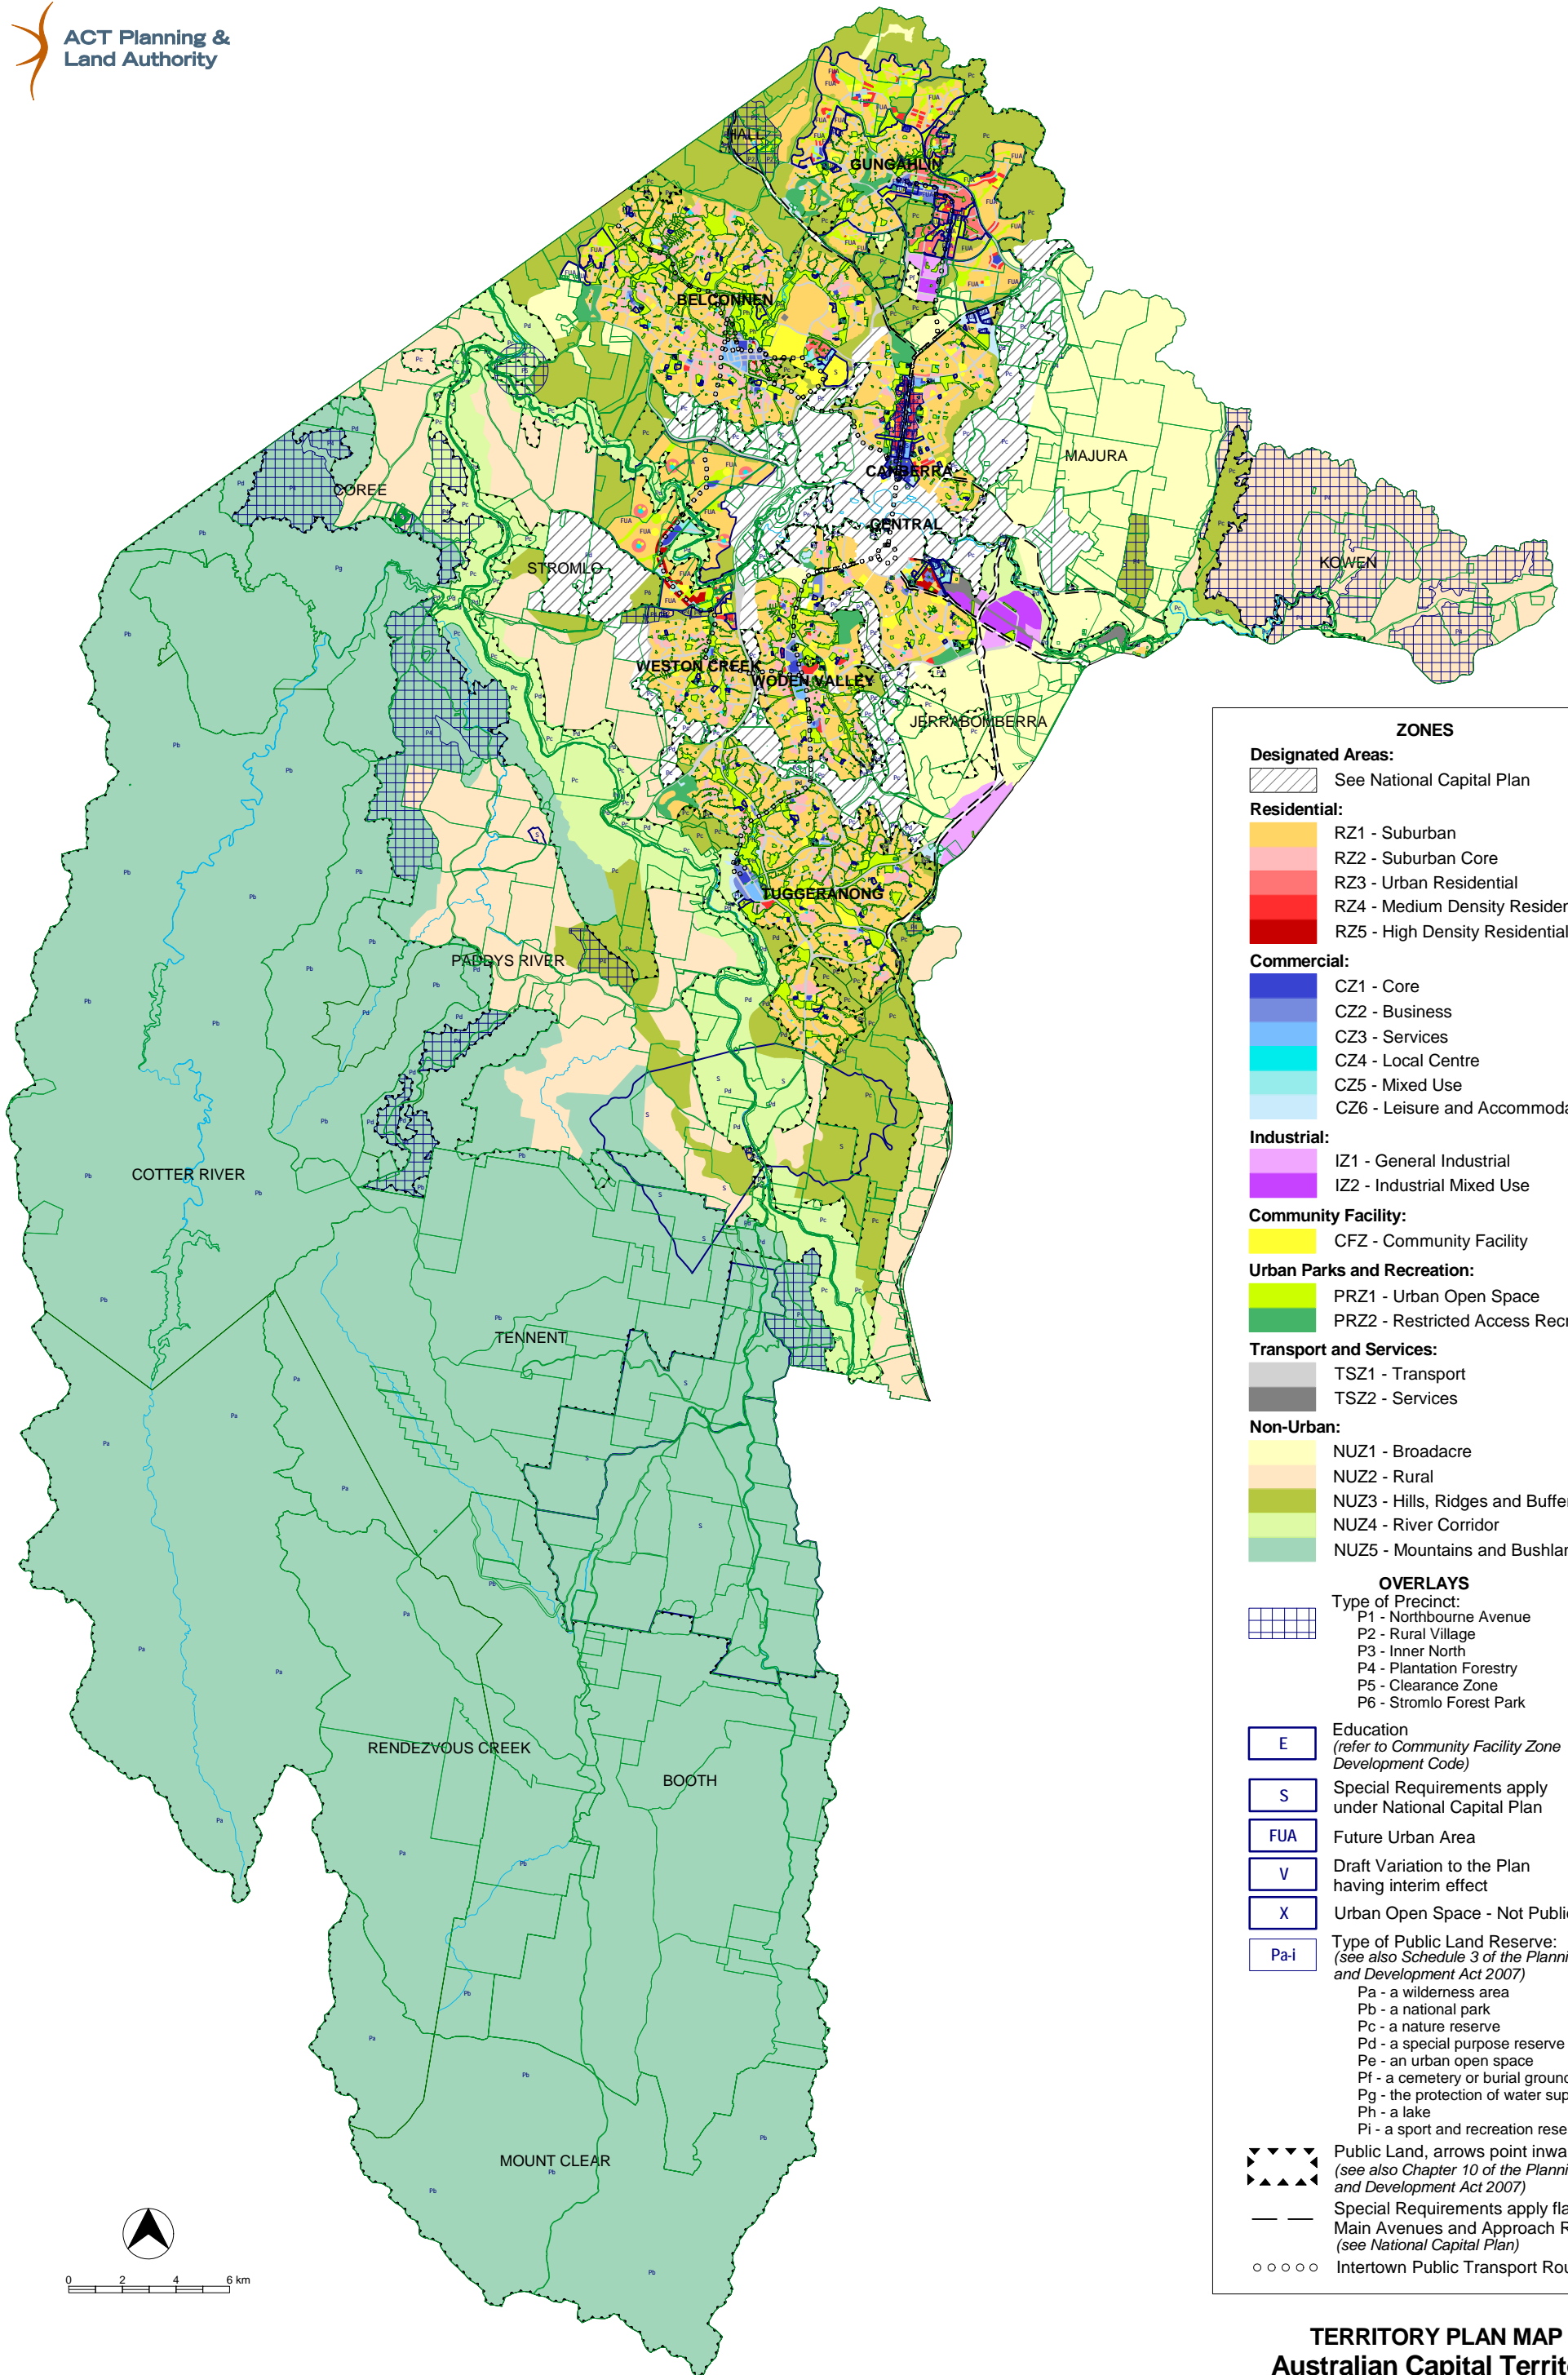 ACT Planning &
Land Authority
HALL
GUNGAHLIN
BELCONNEN
MAJURA
CANBERRA
CENTRAL
COREE
STROMLO
KOWEN
WESTON CREEK
WODEN VALLEY
JERRABOMBERRA
TUGGERANONG
PADDYS RIVER
COTTER RIVER
TENNENT
RENDEZVOUS CREEK
BOOTH
MOUNT CLEAR
0 2 4 6 km
ZONES
Designated Areas:
See National Capital Plan
Residential:
RZ1 - Suburban
RZ2 - Suburban Core
RZ3 - Urban Residential
RZ4 - Medium Density Residen
RZ5 - High Density Residential
Commercial:
CZ1 - Core
CZ2 - Business
CZ3 - Services
CZ4 - Local Centre
CZ5 - Mixed Use
CZ6 - Leisure and Accommoda
Industrial:
IZ1 - General Industrial
IZ2 - Industrial Mixed Use
Community Facility:
CFZ - Community Facility
Urban Parks and Recreation:
PRZ1 - Urban Open Space
PRZ2 - Restricted Access Recr
Transport and Services:
TSZ1 - Transport
TSZ2 - Services
Non-Urban:
NUZ1 - Broadacre
NUZ2 - Rural
NUZ3 - Hills, Ridges and Buffer
NUZ4 - River Corridor
NUZ5 - Mountains and Bushlan
OVERLAYS
Type of Precinct:
P1 - Northbourne Avenue
P2 - Rural Village
P3 - Inner North
P4 - Plantation Forestry
P5 - Clearance Zone
P6 - Stromlo Forest Park
E Education
(refer to Community Facility Zone
Development Code)
S Special Requirements apply
under National Capital Plan
FUA Future Urban Area
V Draft Variation to the Plan
having interim effect
X Urban Open Space - Not Public
Pa-i Type of Public Land Reserve:
(see also Schedule 3 of the Planni
and Development Act 2007)
Pa - a wilderness area
Pb - a national park
Pc - a nature reserve
Pd - a special purpose reserve
Pe - an urban open space
Pf - a cemetery or burial ground
Pg - the protection of water sup
Ph - a lake
Pi - a sport and recreation rese
Public Land, arrows point inwa
(see also Chapter 10 of the Planni
and Development Act 2007)
Special Requirements apply fla
Main Avenues and Approach R
(see National Capital Plan)
Intertown Public Transport Rou
TERRITORY PLAN MAP
Australian Capital Territ